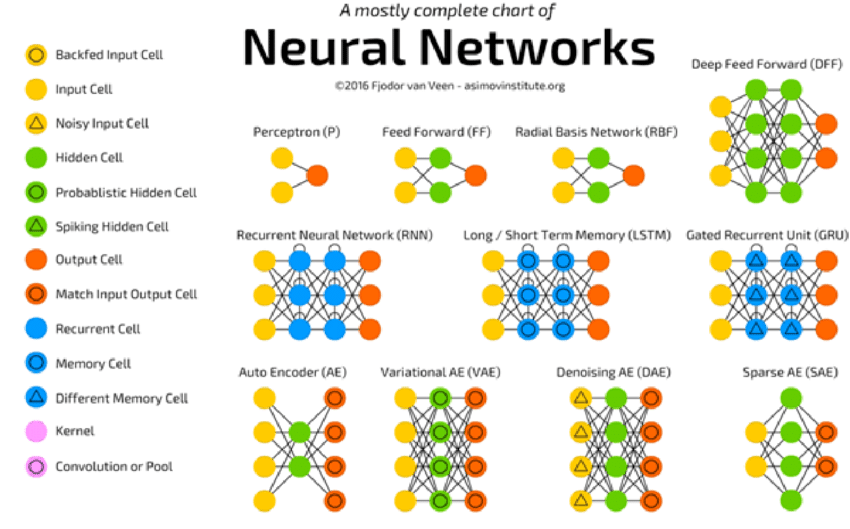 A mostly complete chart of
Neural Networks
©2016 Fjodor van Veen - asimovinstitute.org
Backfed Input Cell
Input Cell
Noisy Input Cell
Hidden Cell
Probablistic Hidden Cell
Spiking Hidden Cell
Output Cell
Match Input Output Cell
Recurrent Cell
Memory Cell
Different Memory Cell
Kernel
Convolution or Pool
Deep Feed Forward (DFF)
Perceptron (P)
Feed Forward (FF)
Radial Basis Network (RBF)
Recurrent Neural Network (RNN)
Long / Short Term Memory (LSTM)
Gated Recurrent Unit (GRU)
Auto Encoder (AE)
Variational AE (VAE)
Denoising AE (DAE)
Sparse AE (SAE)